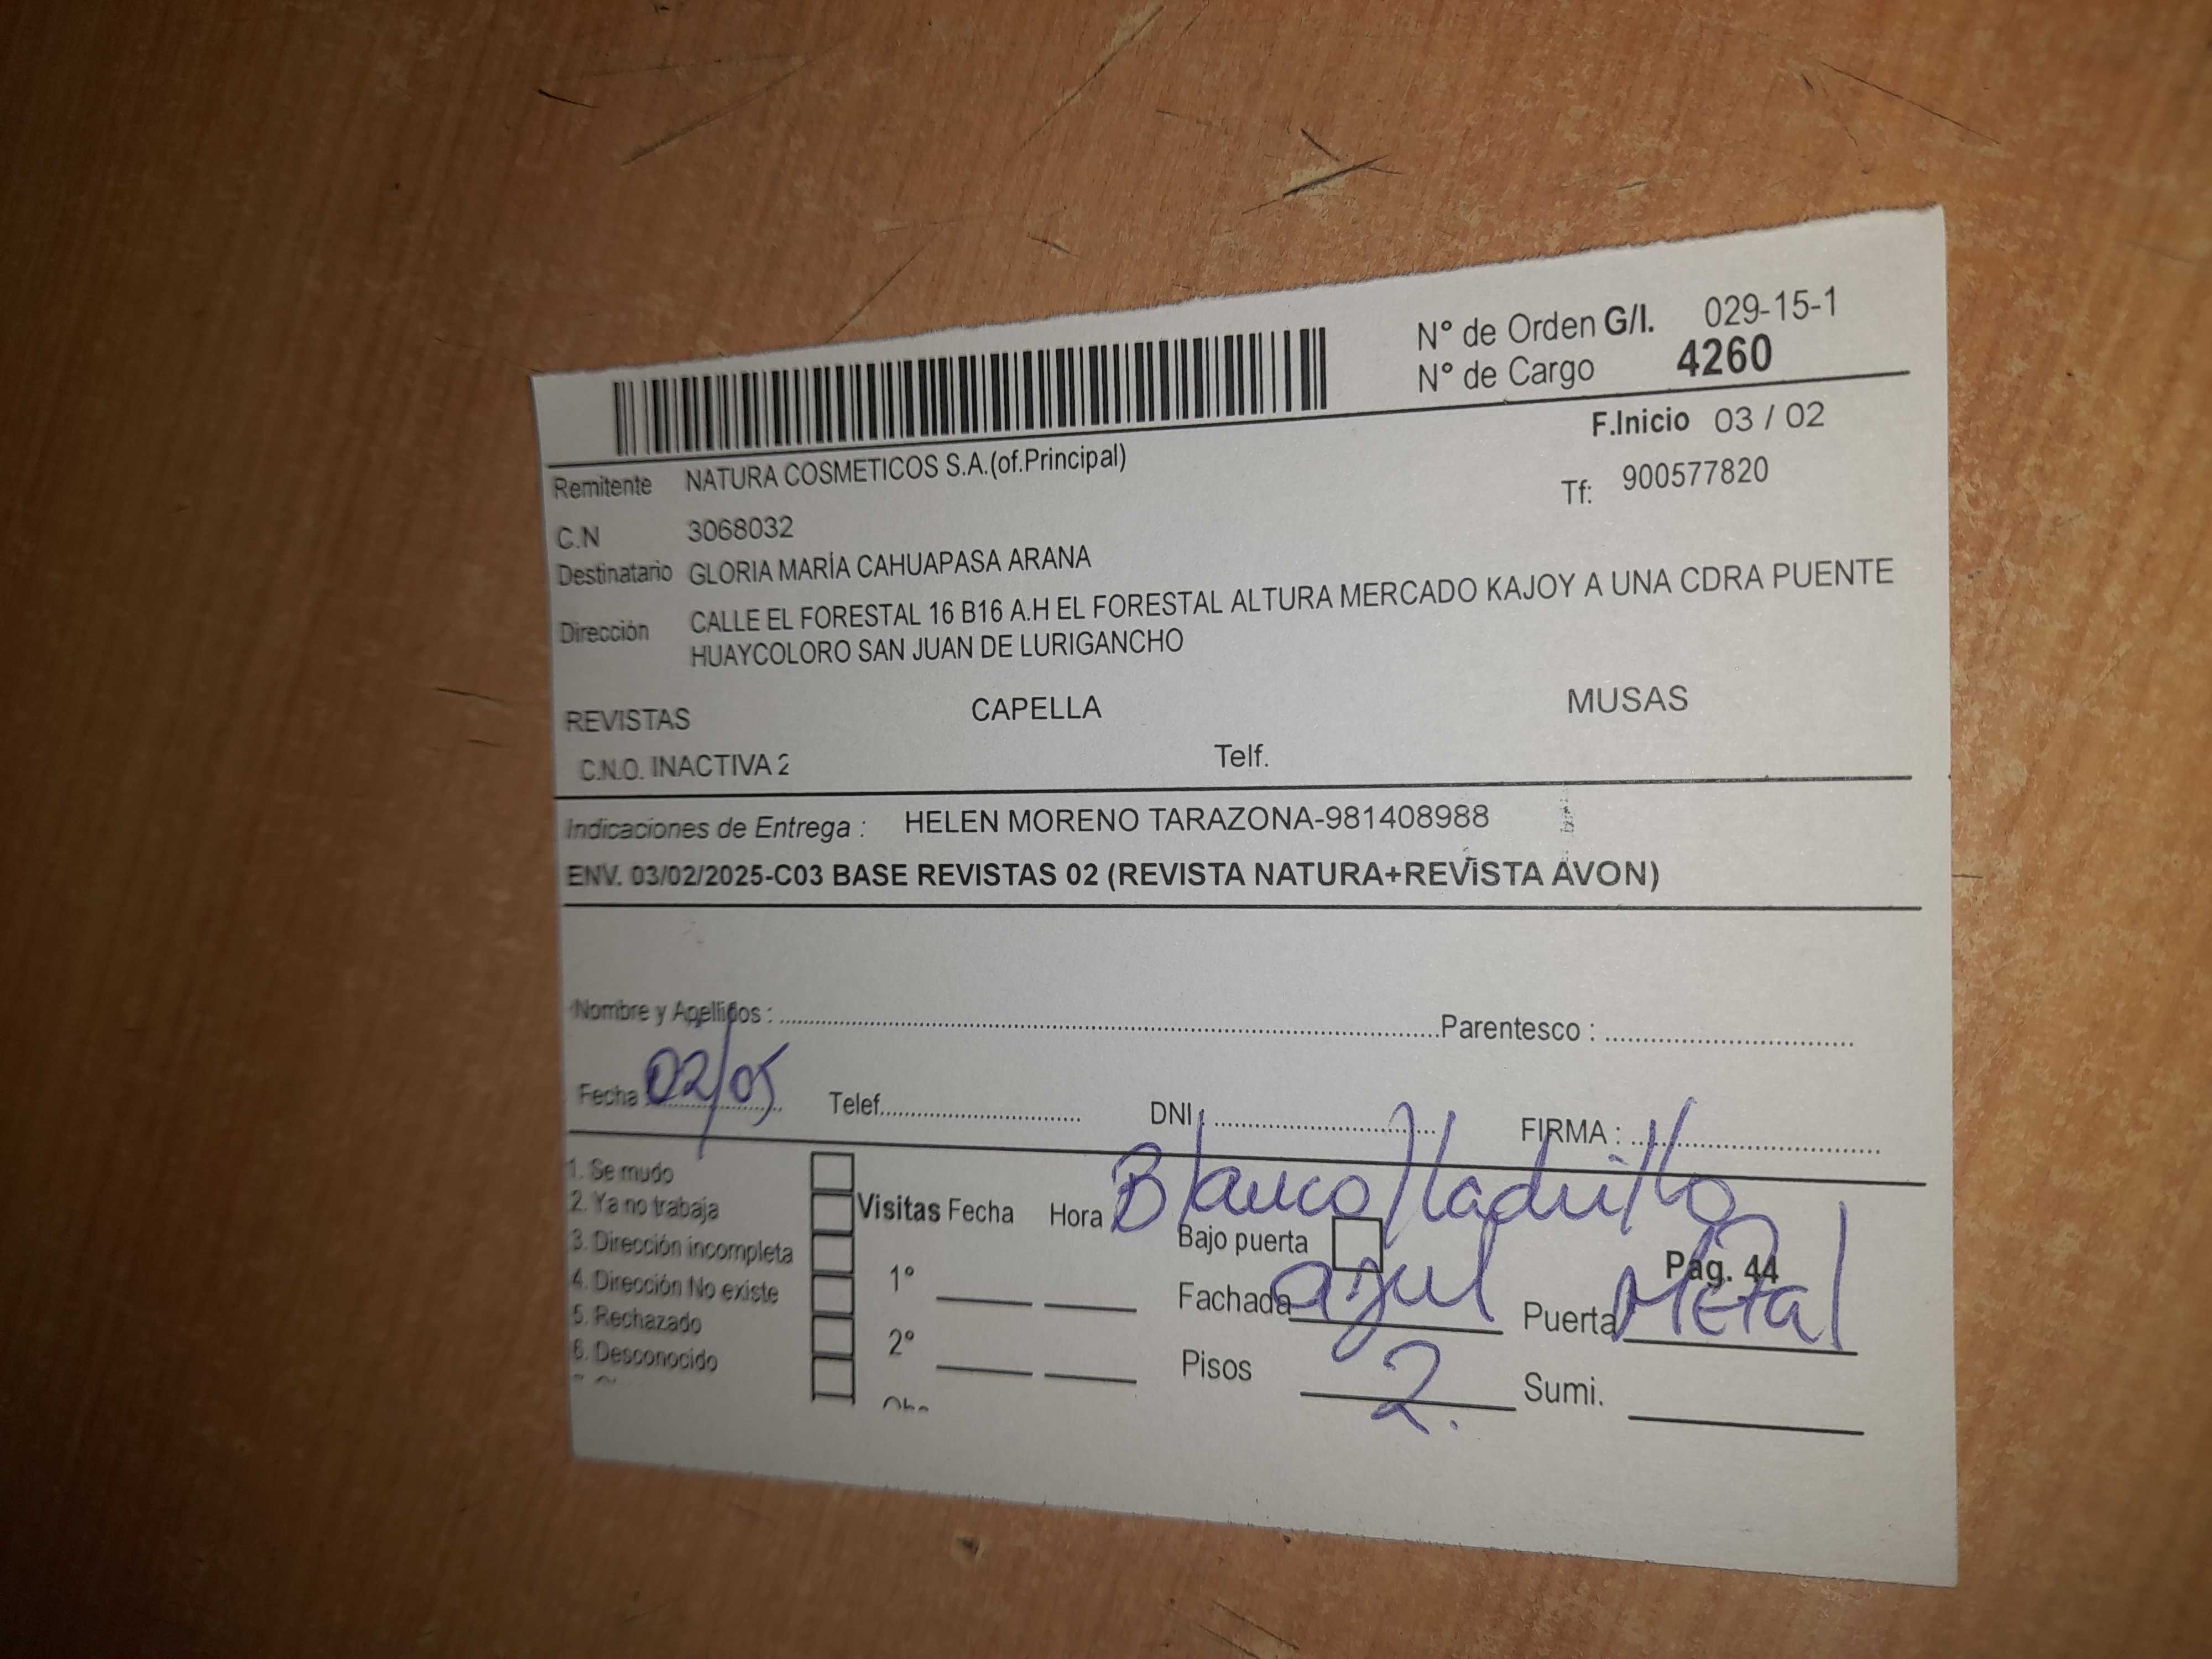 N° de Orden G/I. 029-15-1
N° de Cargo 4260
F.Inicio 03 / 02
Remitente NATURA COSMETICOS S.A.(of.Principal)
Tf: 900577820
C.N 3068032
Destinatario GLORIA MARÍA CAHUAPASA ARANA
Dirección CALLE EL FORESTAL 16 B16 A.H EL FORESTAL ALTURA MERCADO KAJOY A UNA CDRA PUENTE
HUAYCOLORO SAN JUAN DE LURIGANCHO
REVISTAS CAPELLA MUSAS
C.N.O. INACTIVA 2 Telf.
Indicaciones de Entrega : HELEN MORENO TARAZONA-981408988
ENV. 03/02/2025-C03 BASE REVISTAS 02 (REVISTA NATURA+REVISTA AVON)
Nombre y Apellidos : Parentesco :
Fecha 02/05 Telef. DNI : FIRMA :
1. Se mudo
2. Ya no trabaja
3. Dirección incompleta
4. Dirección No existe
5. Rechazado
6. Desconocido
Visitas Fecha Hora
1°
2°
Blanco/ladrillo
Bajo puerta
Pag. 44
Fachada azul Puerta Metal
Pisos 2. Sumi.